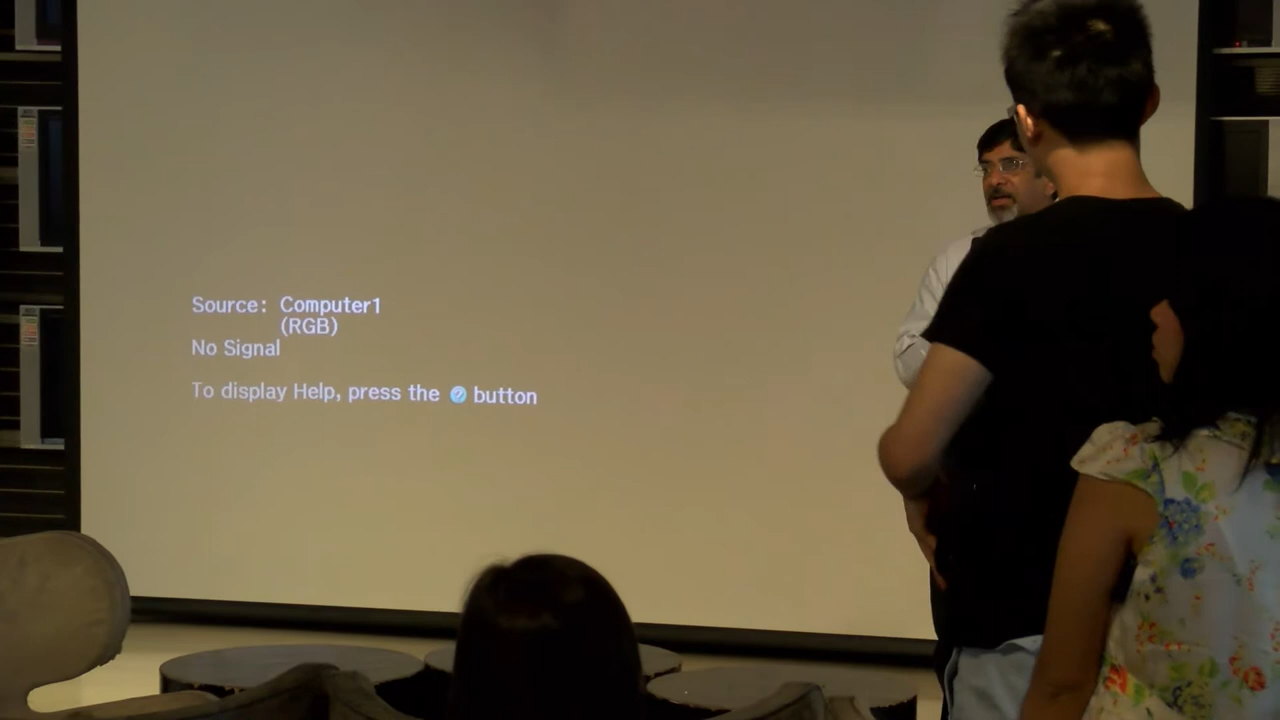 Source: Computer1
(RGB)
No Signal
To display Help, press the ? button